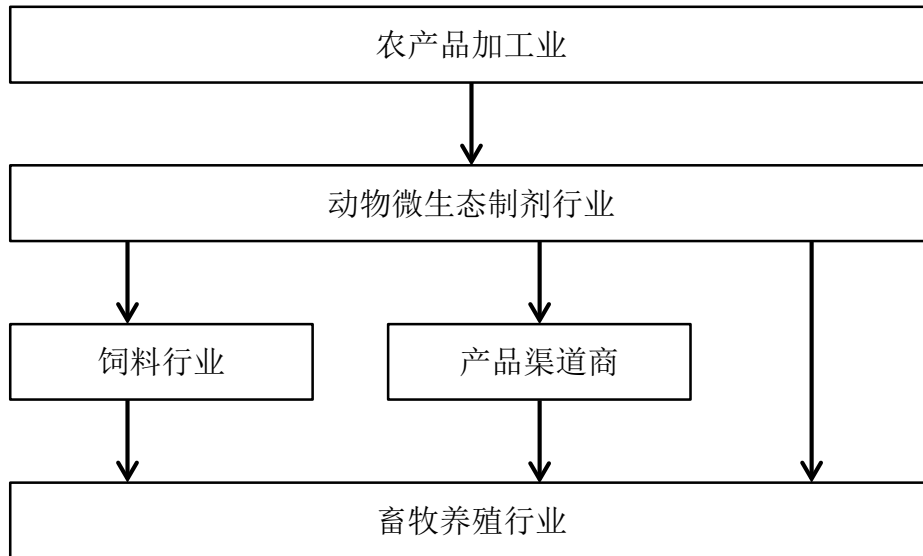 农产品加工业
动物微生态制剂行业
饲料行业
产品渠道商
畜牧养殖行业